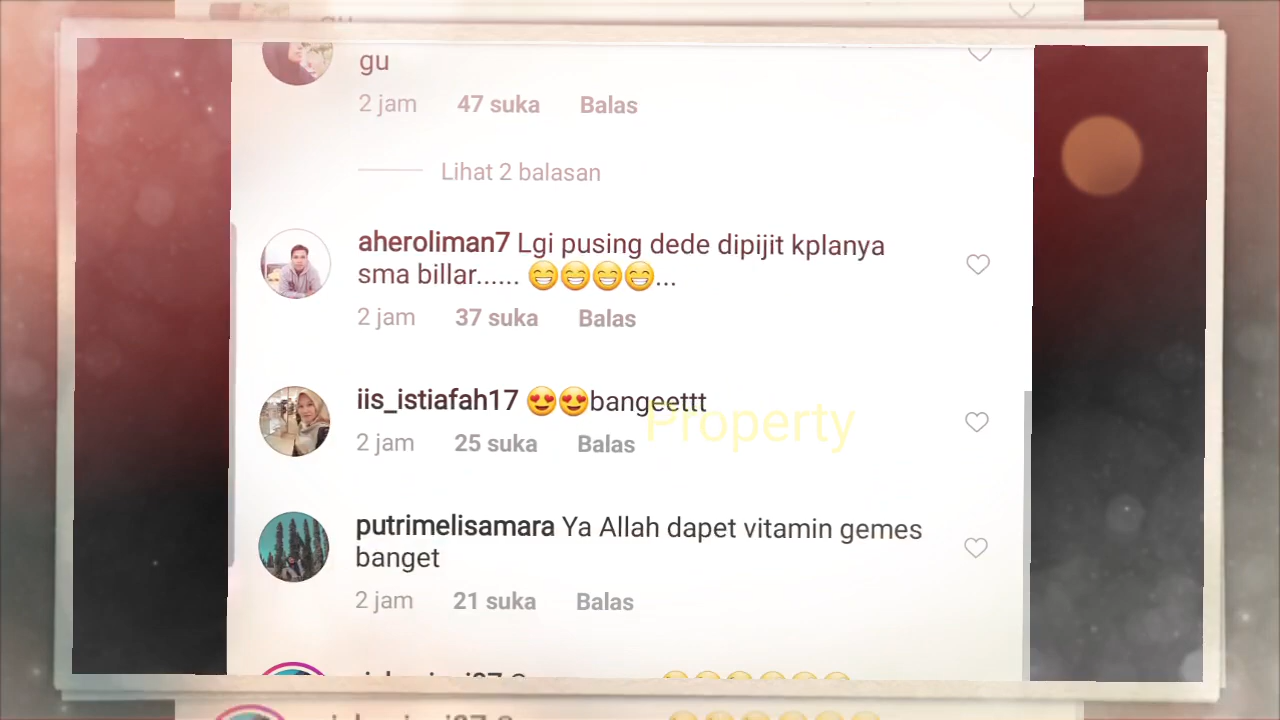 gu
2 jam 47 suka Balas
Lihat 2 balasan
aheroliman7 Lgi pusing dede dipijit kplanya
sma billar...... 😁😁😁😁...
2 jam 37 suka Balas
iis_istiafah17 😍😍bangeettt
Property
2 jam 25 suka Balas
putrimelisamara Ya Allah dapet vitamin gemes
banget
2 jam 21 suka Balas